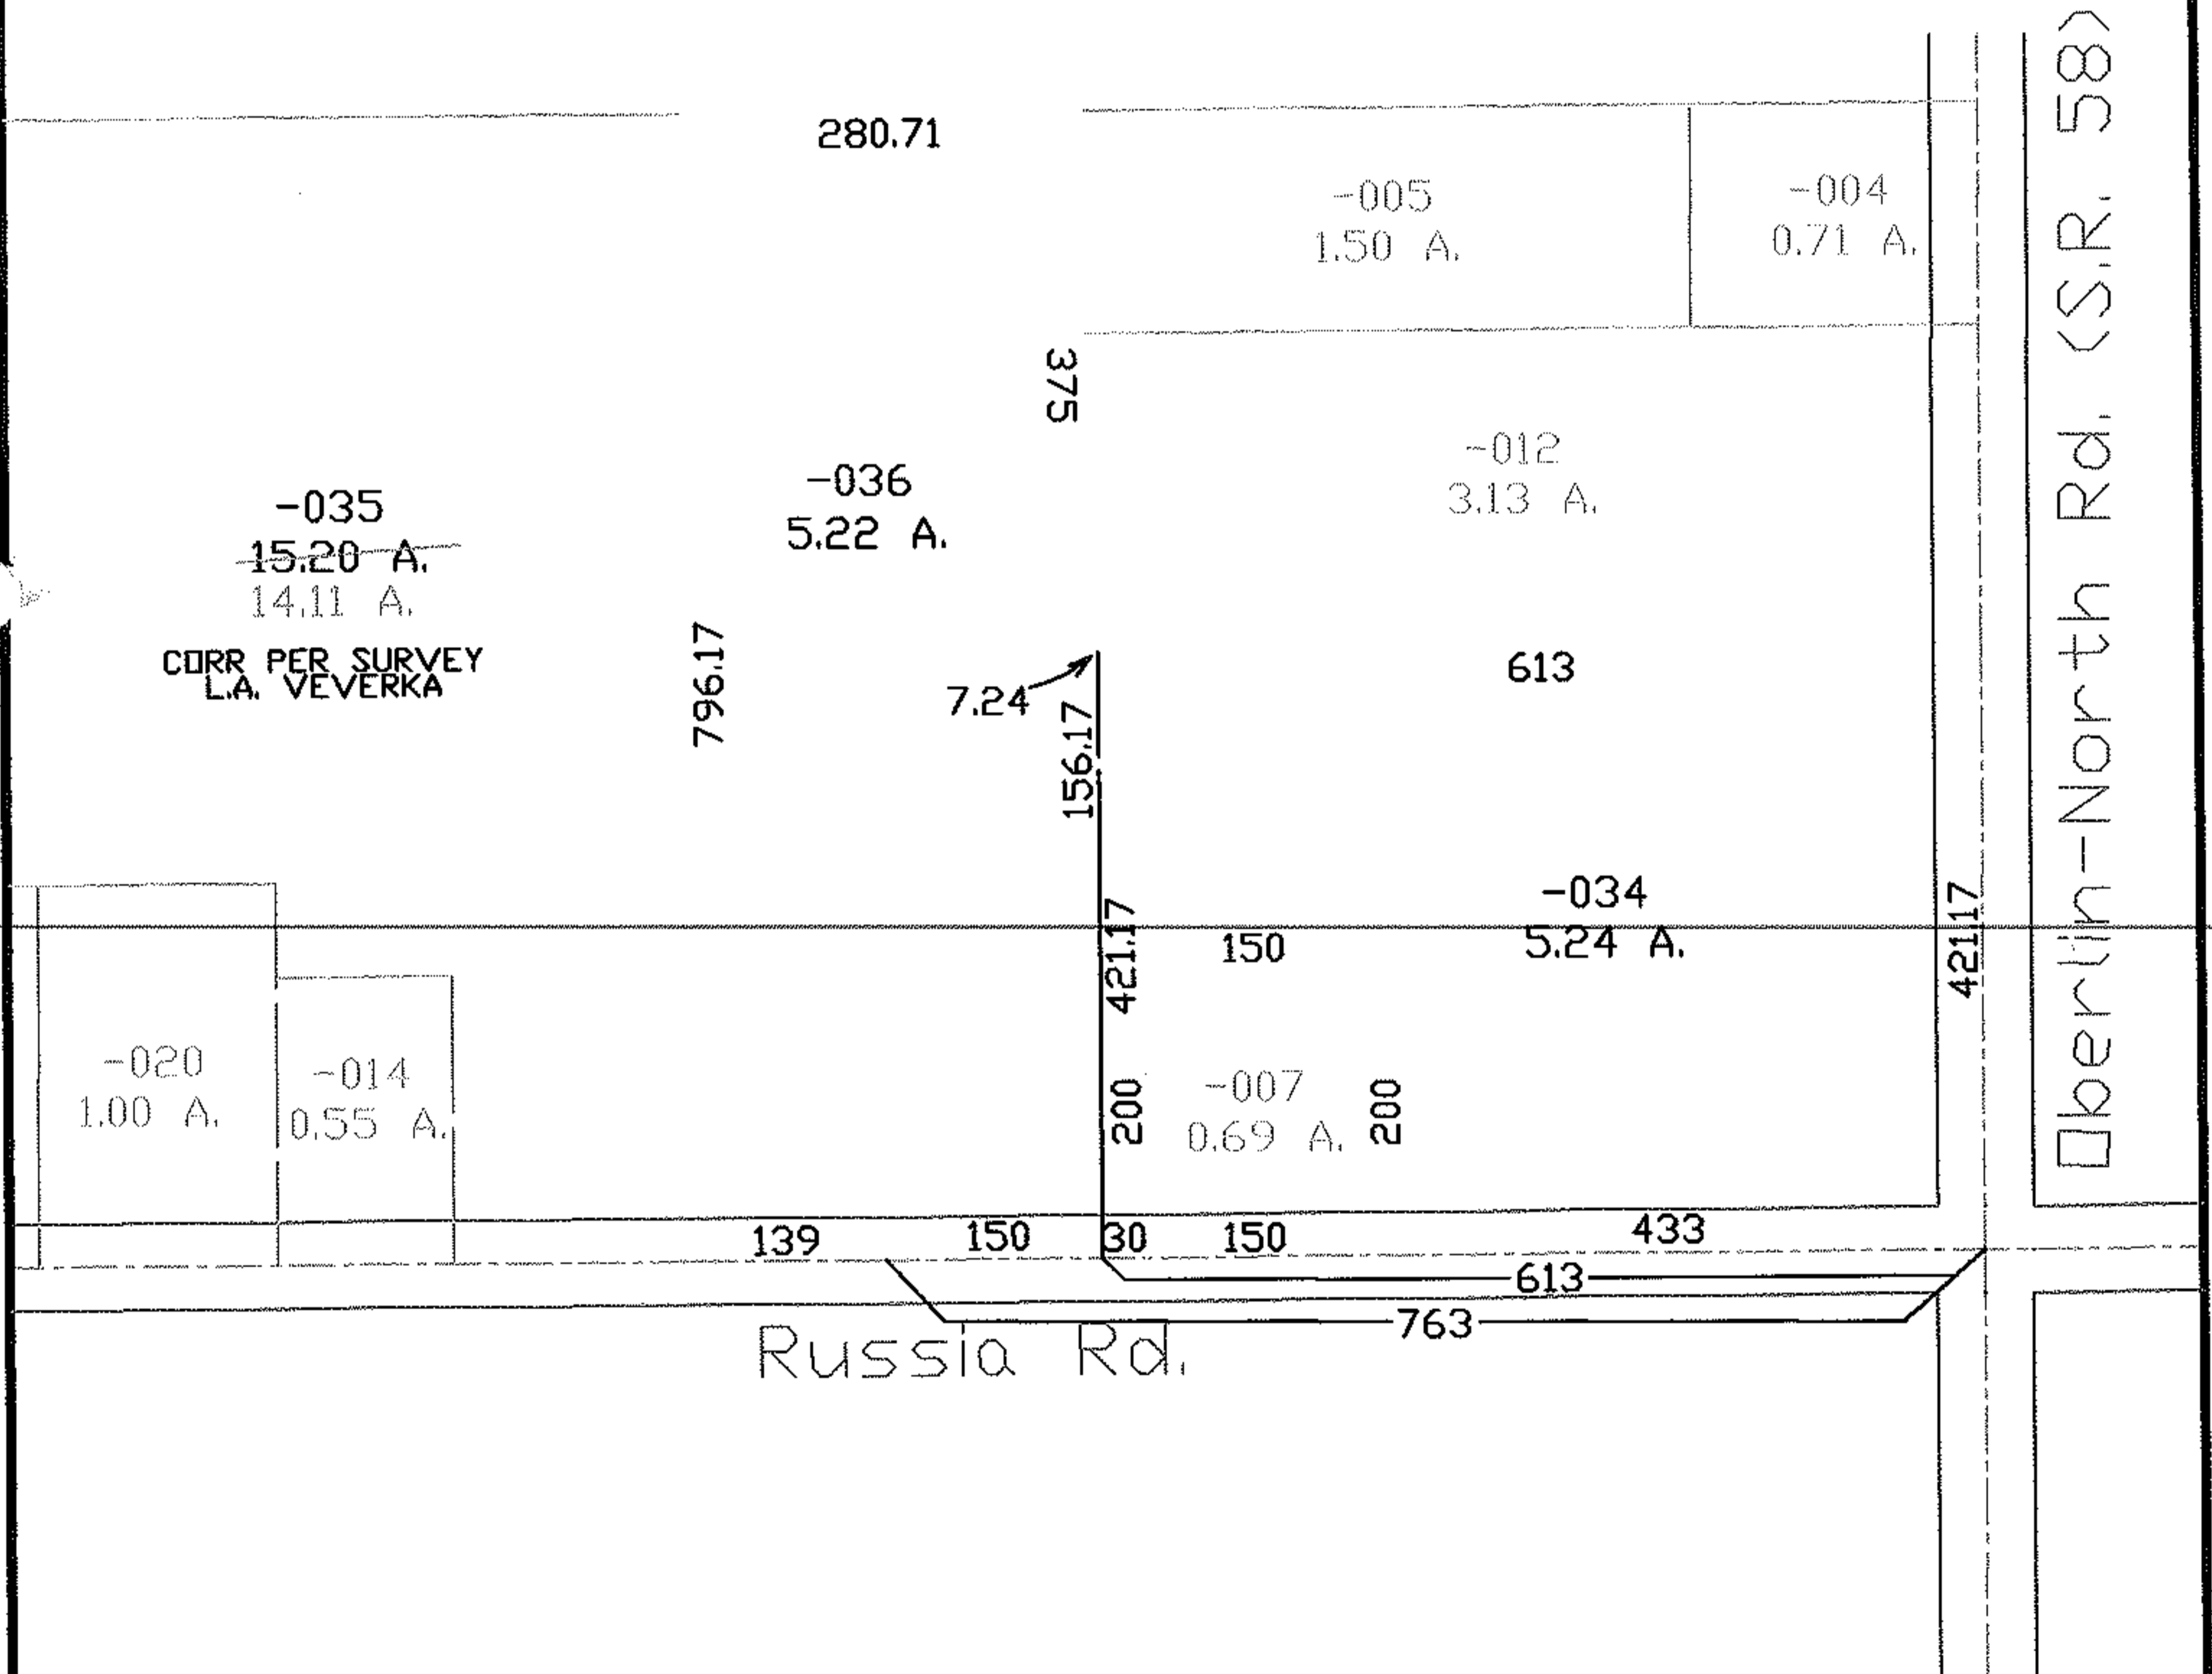 280.71
-005
1.50 A.
-004
0.71 A.
Oberlin-North Rd. (S.R. 58)
375
-012
3.13 A.
-036
5.22 A.
-035
15.20 A.
14.11 A.
CORR PER SURVEY
L.A. VEVERKA
796.17
7.24
156.17
613
-034
5.24 A.
421.17
150
421.17
-020
1.00 A.
-014
0.55 A.
200
-007
0.69 A.
200
139
150
30
150
433
613
763
Russia Rd.